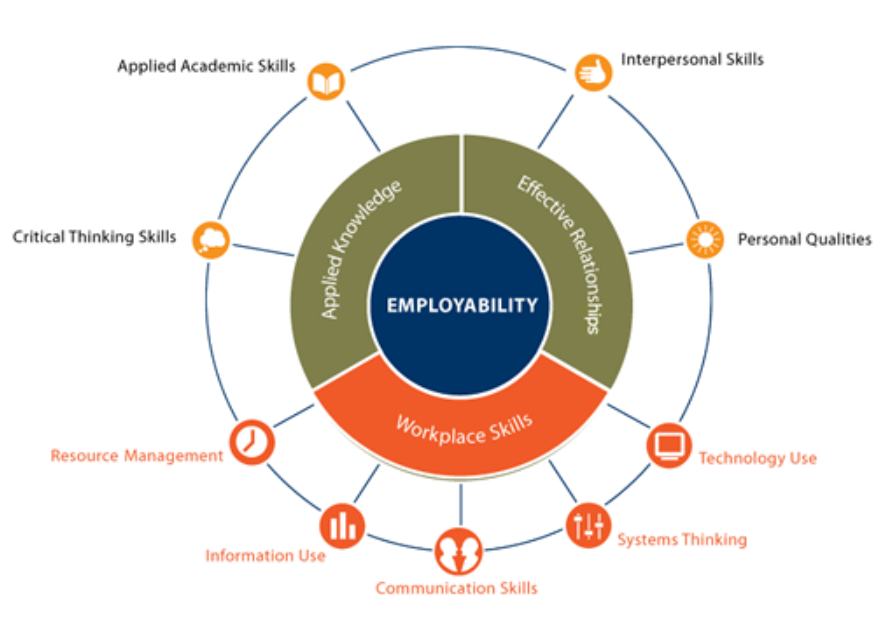 Applied Academic Skills
Interpersonal Skills
Critical Thinking Skills
Personal Qualities
Applied Knowledge
Effective Relationships
EMPLOYABILITY
Workplace Skills
Resource Management
Technology Use
Information Use
Systems Thinking
Communication Skills